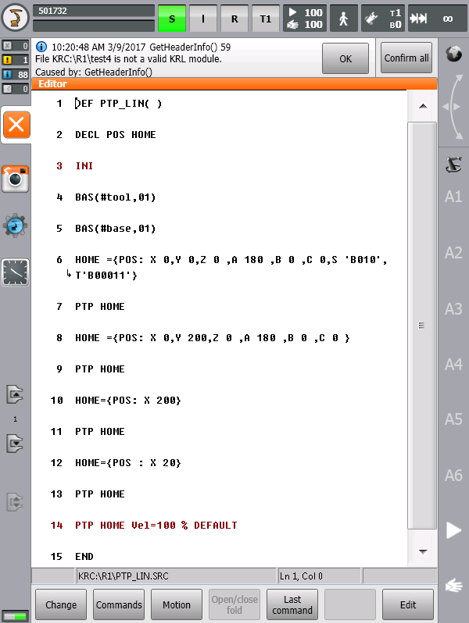 501732
S I R T1
100
100
T1
B0
∞
0
1
88
0
10:20:48 AM 3/9/2017 GetHeaderInfo() 59
File KRC:\R1\test4 is not a valid KRL module.
Caused by: GetHeaderInfo()
OK
Confirm all
Editor
1 DEF PTP_LIN( )
2 DECL POS HOME
3 INI
4 BAS(#tool,01)
5 BAS(#base,01)
6 HOME ={POS: X 0,Y 0,Z 0 ,A 180 ,B 0 ,C 0,S 'B010',
T'B00011'}
7 PTP HOME
8 HOME ={POS: X 0,Y 200,Z 0 ,A 180 ,B 0 ,C 0 }
9 PTP HOME
10 HOME={POS: X 200}
11 PTP HOME
12 HOME={POS : X 20}
13 PTP HOME
14 PTP HOME Vel=100 % DEFAULT
15 END
1
A1
A2
A3
A4
A5
A6
KRC:\R1\PTP_LIN.SRC
Ln 1, Col 0
Change
Commands
Motion
Open/close
fold
Last
command
Edit